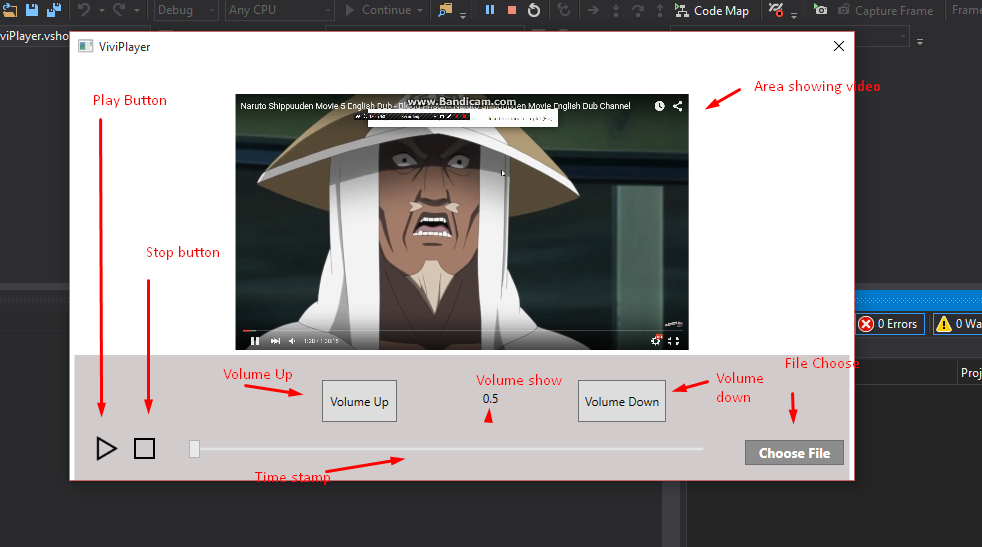 Debug
Any CPU
Continue
Code Map
Capture Frame
Fram
viPlayer.vsho
ViviPlayer
Play Button
Area showing video
www.Bandicam.com
Naruto Shippuuden Movie 5 English Dub
Movie English Dub Channel
Stop button
0 Errors
0 Wa
Volume Up
Volume show
Volume
down
File Choose
Proj
Volume Up
0.5
Volume Down
Choose File
Time stamp